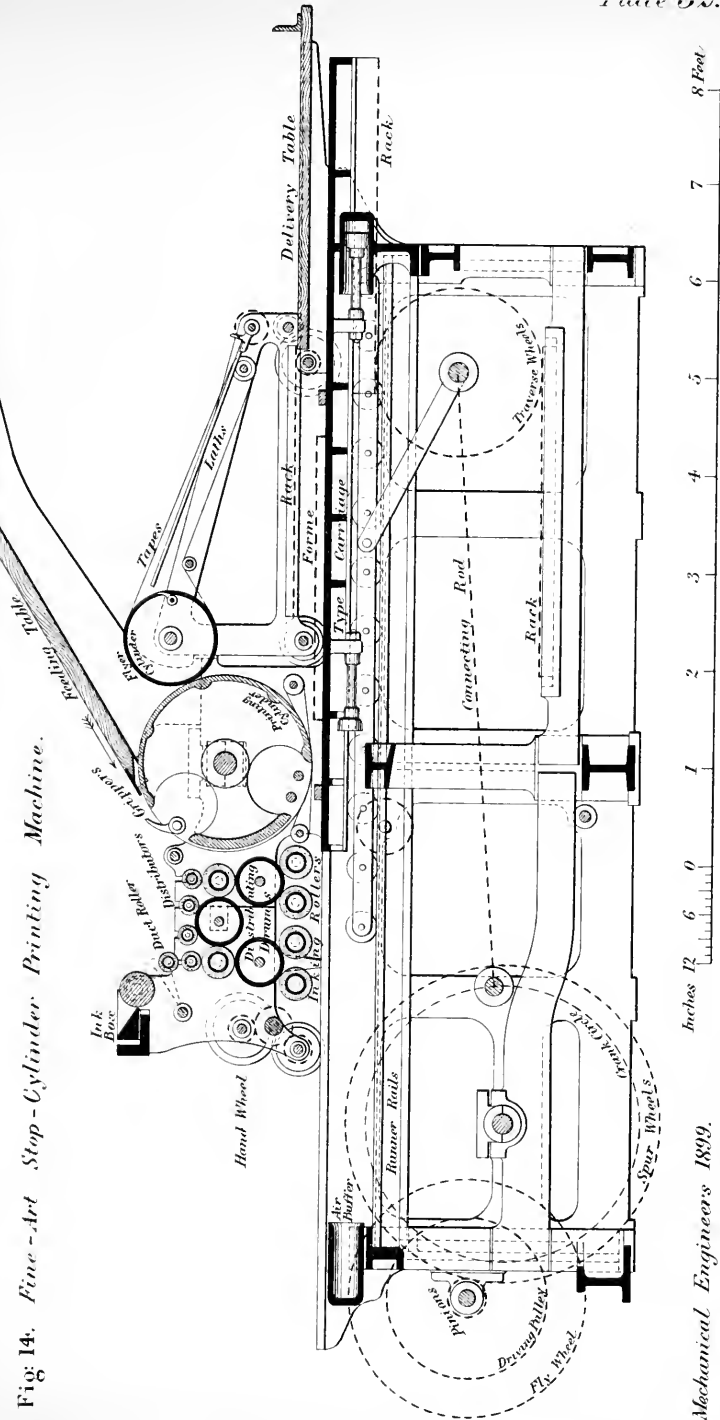 Plate 32.
Fig: 14. Fine-Art Stop-Cylinder Printing Machine.
Feeding Table
Grippers
Tapes
Laths
Delivery Table
Flyer Cylinder
Printing Cylinder
Rack
Rack
Ink Box
Duct Roller
Distributors
Distributing Drums
Inking Rollers
Hand Wheel
Forme
Type Carriage
Air Buffer
Runner Rails
Traverse Wheels
Connecting Rod
Rack
Crank Circle
Spur Wheels
Pinions
Driving Pulley
Fly Wheel
Mechanical Engineers 1899.
Inches 12 6 0 1 2 3 4 5 6 7 8 Feet